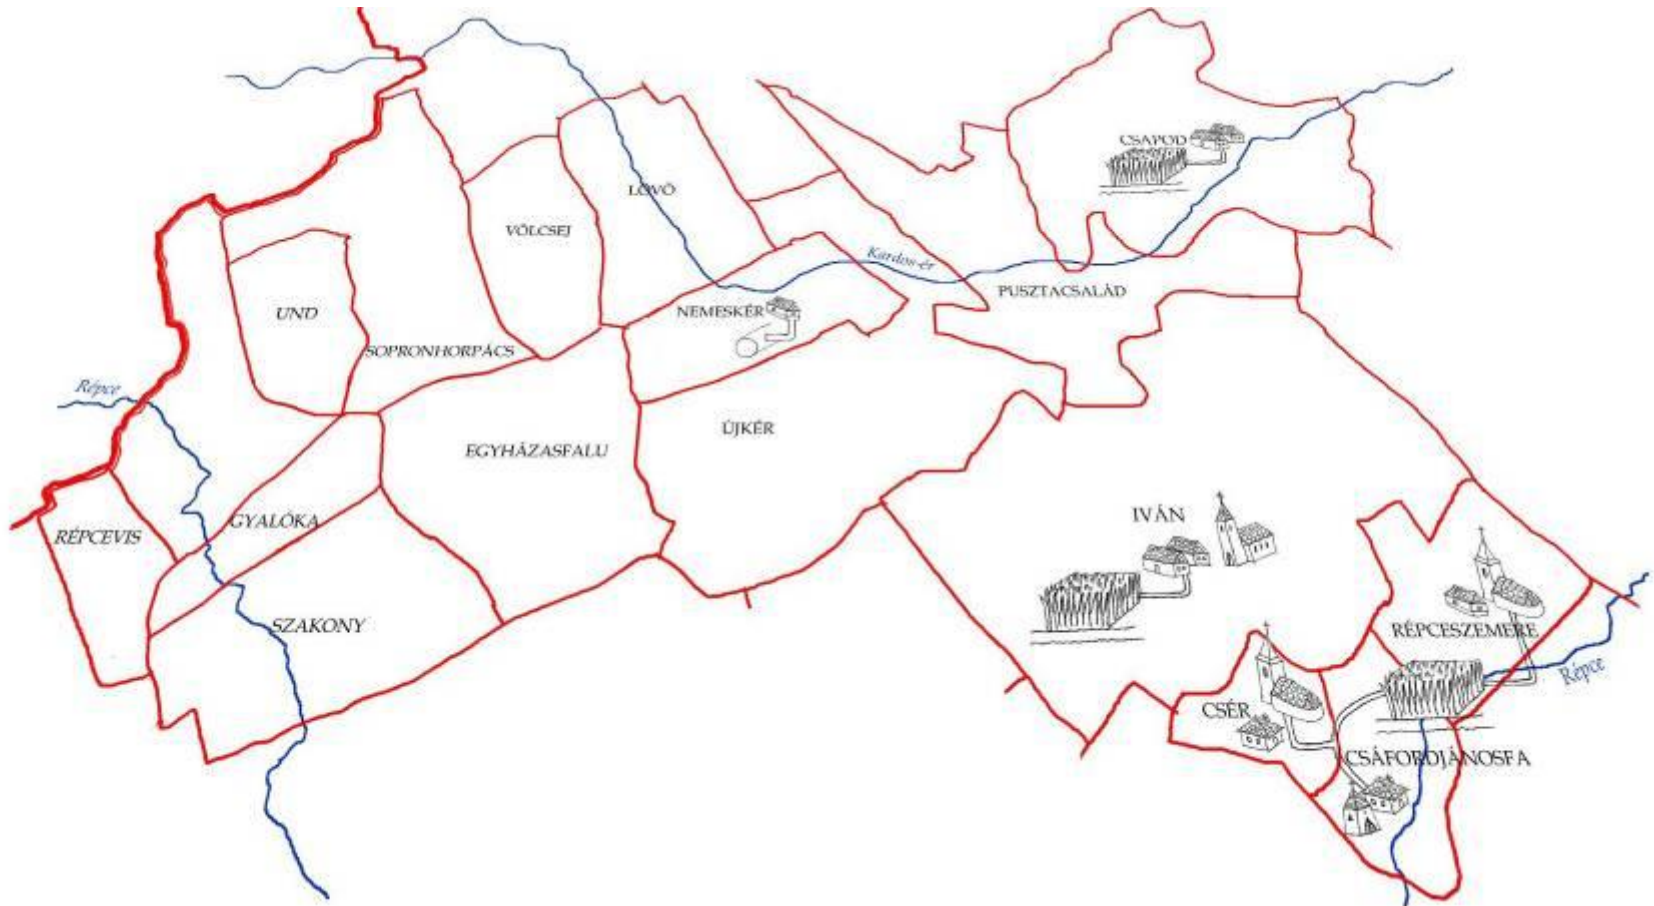 CSAPOD
LÖVŐ
VÖLCSEJ
Kardos-ér
PUSZTACSALÁD
UND
NEMESKÉR
SOPRONHORPÁCS
Répce
ÚJKÉR
EGYHÁZASFALU
IVÁN
GYALÓKA
RÉPCEVIS
SZAKONY
RÉPCESZEMERE
Répce
CSÉR
CSÁFORDJÁNOSFA